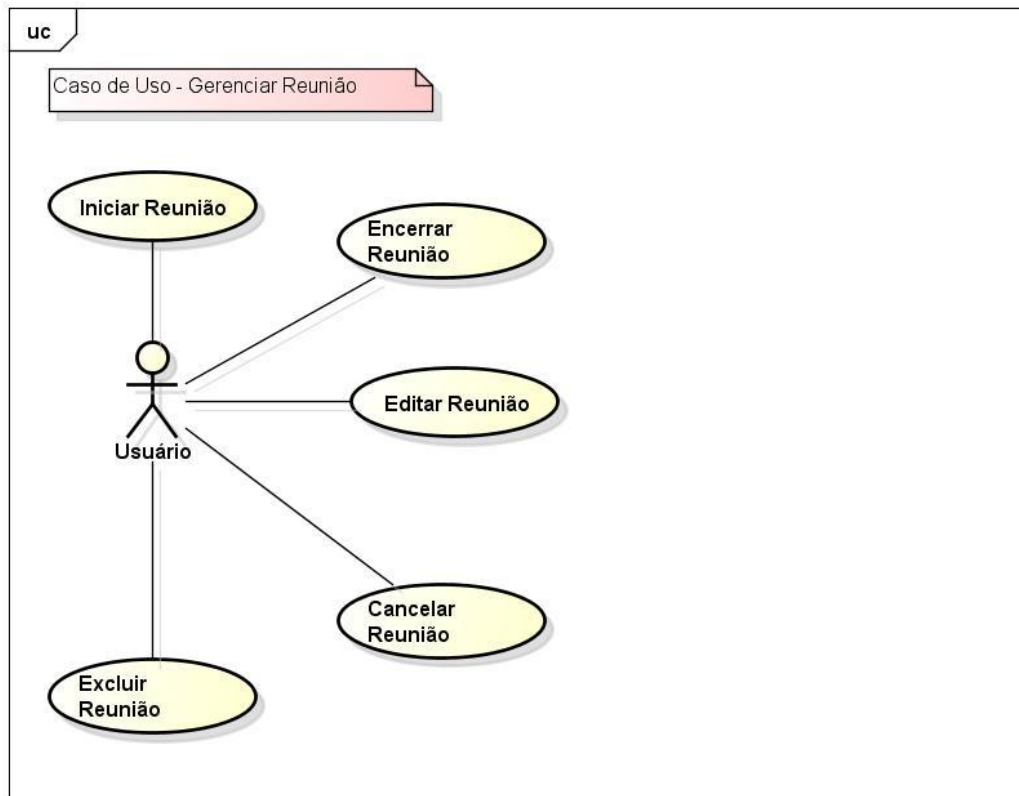 uc
Caso de Uso - Gerenciar Reunião
Iniciar Reunião
Encerrar
Reunião
Editar Reunião
Usuário
Cancelar
Reunião
Excluir
Reunião